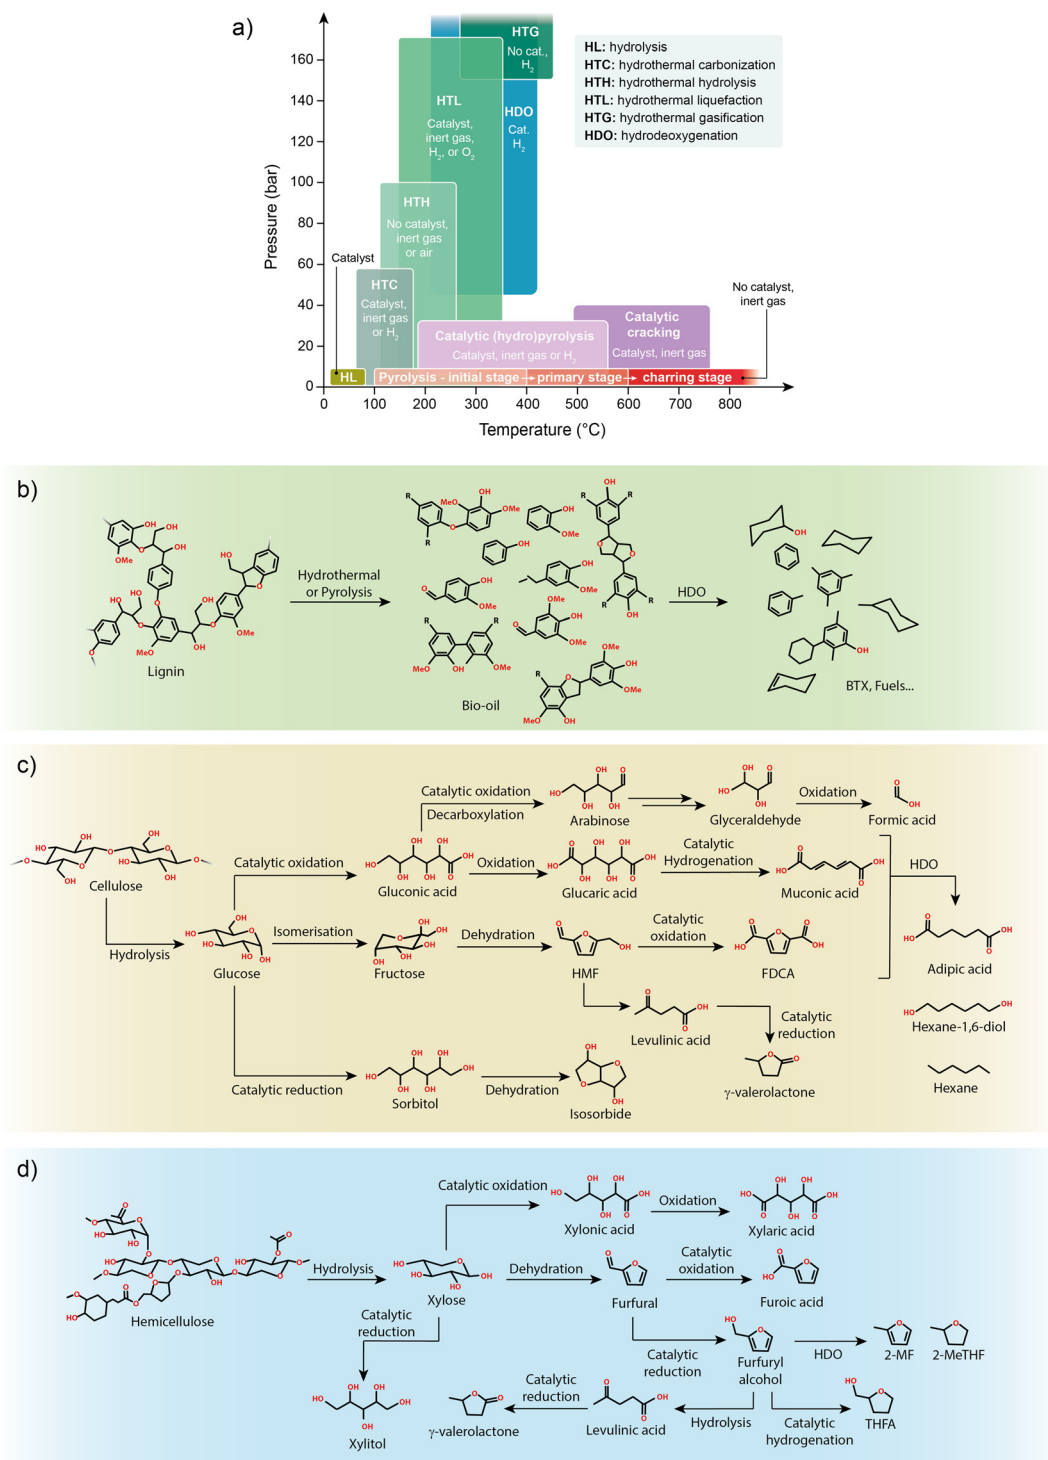 a)
HTG
No cat.,
H2
HTL
Catalyst,
inert gas,
H2, or O2
HDO
Cat.
H2
HTH
No catalyst,
inert gas
or air
Catalyst
HTC
Catalyst,
inert gas
or H2
Catalytic (hydro)pyrolysis
Catalyst, inert gas or H2
Catalytic
cracking
Catalyst, inert gas
No catalyst,
inert gas
HL
Pyrolysis - initial stage
primary stage
charring stage
HL: hydrolysis
HTC: hydrothermal carbonization
HTH: hydrothermal hydrolysis
HTL: hydrothermal liquefaction
HTG: hydrothermal gasification
HDO: hydrodeoxygenation
Pressure (bar)
160
140
120
100
80
60
40
20
0
0 100 200 300 400 500 600 700 800
Temperature (°C)
b)
Lignin
Hydrothermal
or Pyrolysis
Bio-oil
HDO
BTX, Fuels...
c)
Cellulose
Hydrolysis
Glucose
Catalytic oxidation
Gluconic acid
Catalytic oxidation
Decarboxylation
Arabinose
Glyceraldehyde
Oxidation
Formic acid
Oxidation
Glucaric acid
Catalytic
Hydrogenation
Muconic acid
HDO
Isomerisation
Fructose
Dehydration
HMF
Catalytic
oxidation
FDCA
Adipic acid
Levulinic acid
Catalytic
reduction
γ-valerolactone
Hexane-1,6-diol
Hexane
Catalytic reduction
Sorbitol
Dehydration
Isosorbide
d)
Hemicellulose
Hydrolysis
Xylose
Catalytic oxidation
Xylonic acid
Oxidation
Xylaric acid
Dehydration
Furfural
Catalytic
oxidation
Furoic acid
Catalytic
reduction
Xylitol
Catalytic
reduction
Furfuryl
alcohol
HDO
2-MF
2-MeTHF
Catalytic
reduction
γ-valerolactone
Levulinic acid
Hydrolysis
Catalytic
hydrogenation
THFA